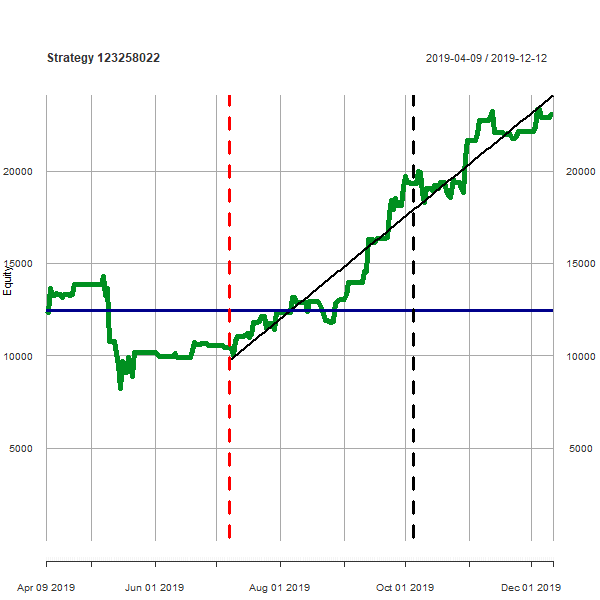 Strategy 123258022
2019-04-09 / 2019-12-12
20000 20000
15000 15000
Equity
10000 10000
5000 5000
Apr 09 2019 Jun 01 2019 Aug 01 2019 Oct 01 2019 Dec 01 2019